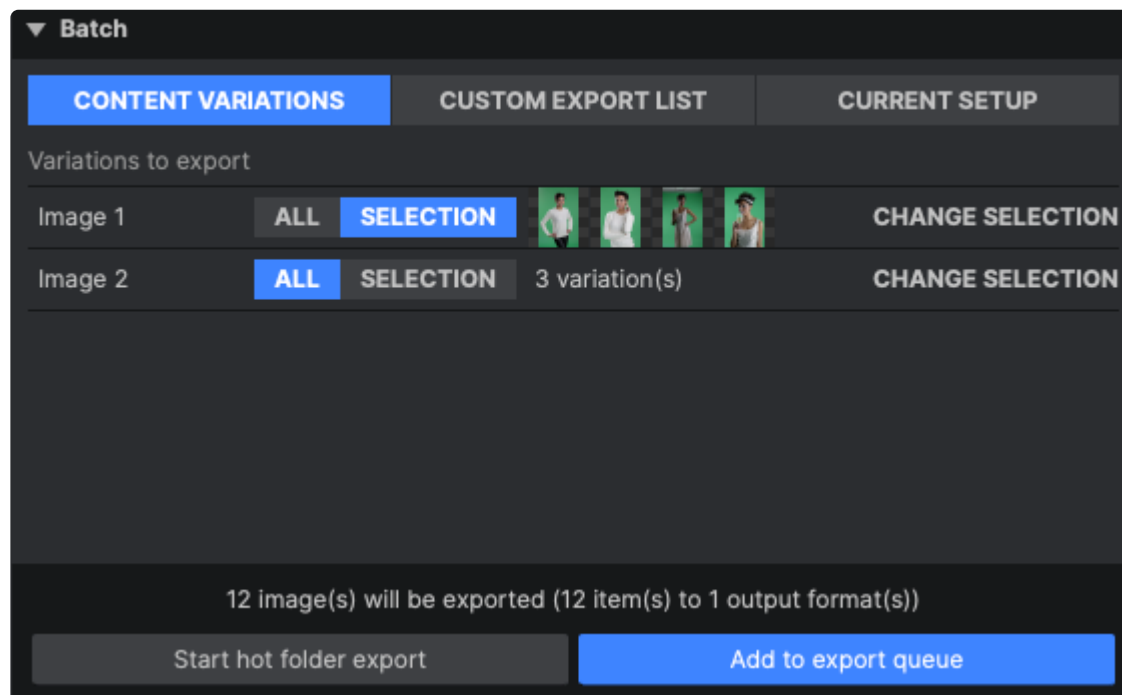 Batch
CONTENT VARIATIONS CUSTOM EXPORT LIST CURRENT SETUP
Variations to export
Image 1 ALL SELECTION CHANGE SELECTION
Image 2 ALL SELECTION 3 variation(s) CHANGE SELECTION
12 image(s) will be exported (12 item(s) to 1 output format(s))
Start hot folder export Add to export queue